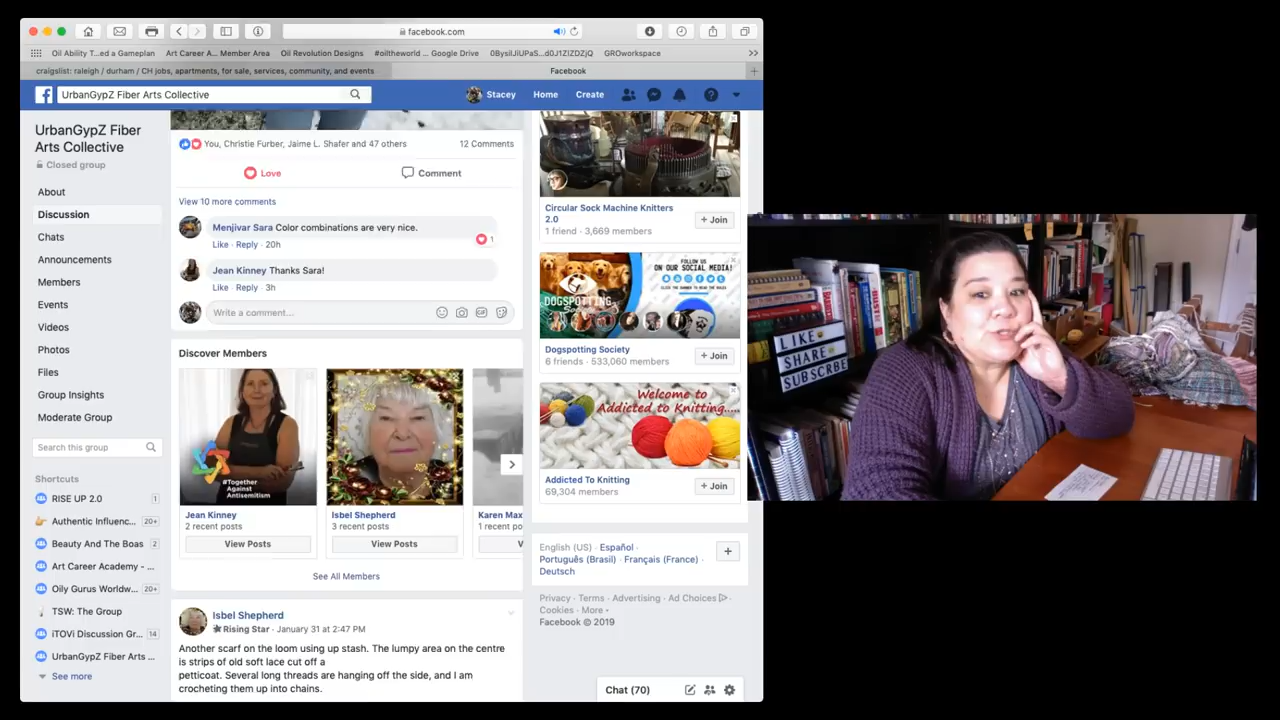 facebook.com
Oil Ability T...ed a Gameplan
Art Career A... Member Area
Oil Revolution Designs
#oiltheworld ... Google Drive
0BysilJiUPaS...d0J1ZIZDZjQ
GROworkspace
craigslist: raleigh / durham / CH jobs, apartments, for sale, services, community, and events
Facebook
UrbanGypZ Fiber Arts Collective
Stacey
Home
Create
UrbanGypZ Fiber
Arts Collective
Closed group
About
Discussion
Chats
Announcements
Members
Events
Videos
Photos
Files
Group Insights
Moderate Group
Search this group
Shortcuts
RISE UP 2.0
1
Authentic Influenc...
20+
Beauty And The Boas
2
Art Career Academy - ...
Oily Gurus Worldw...
20+
TSW: The Group
iTOVi Discussion Gr...
14
UrbanGypZ Fiber Arts ...
See more
You, Christie Furber, Jaime L. Shafer and 47 others
12 Comments
Love
Comment
View 10 more comments
Menjivar Sara Color combinations are very nice.
1
Like · Reply · 20h
Jean Kinney Thanks Sara!
Like · Reply · 3h
Write a comment...
GIF
Discover Members
#Together
Against
Antisemitism
Jean Kinney
2 recent posts
View Posts
Isbel Shepherd
3 recent posts
View Posts
Karen Max
1 recent po
V
See All Members
Isbel Shepherd
Rising Star · January 31 at 2:47 PM
Another scarf on the loom using up stash. The lumpy area on the centre
is strips of old soft lace cut off a
petticoat. Several long threads are hanging off the side, and I am
crocheting them up into chains.
Circular Sock Machine Knitters
2.0
1 friend · 3,669 members
+ Join
FOLLOW US
ON OUR SOCIAL MEDIA!
DOGSPOTTING
Dogspotting Society
6 friends · 533,060 members
+ Join
Welcome to
Addicted to Knitting.....
Addicted To Knitting
69,304 members
+ Join
English (US) · Español ·
Português (Brasil) · Français (France) ·
Deutsch
Privacy · Terms · Advertising · Ad Choices ·
Cookies · More
Facebook © 2019
Chat (70)
LIKE
SHARE
SUBSCRIBE